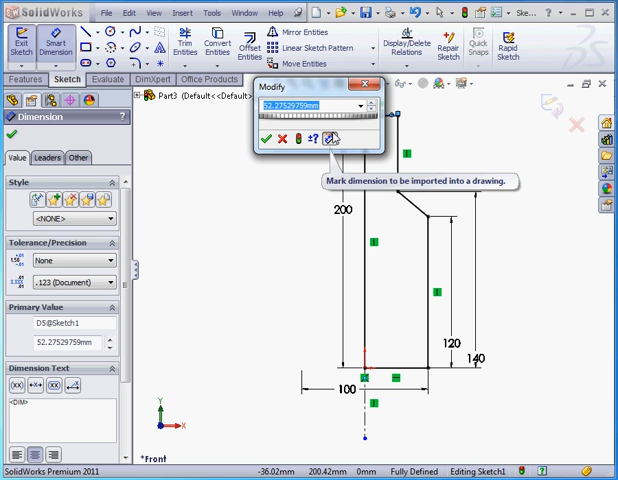 SolidWorks
File Edit View Insert Tools Window Help
Ske...
Exit Sketch
Smart Dimension
Trim Entities
Convert Entities
Offset Entities
Mirror Entities
Linear Sketch Pattern
Move Entities
Display/Delete Relations
Repair Sketch
Quick Snaps
Rapid Sketch
Features Sketch Evaluate DimXpert Office Products
Part3 (Default<<Default>
Modify
52.27529759mm
±?
Mark dimension to be imported into a drawing.
Dimension
Value Leaders Other
Style
<NONE>
Tolerance/Precision
None
.123 (Document)
Primary Value
D5@Sketch1
52.27529759mm
Dimension Text
<DIM>
200
120
140
100
Y
X
*Front
SolidWorks Premium 2011
-36.02mm 200.42mm 0mm Fully Defined Editing Sketch1